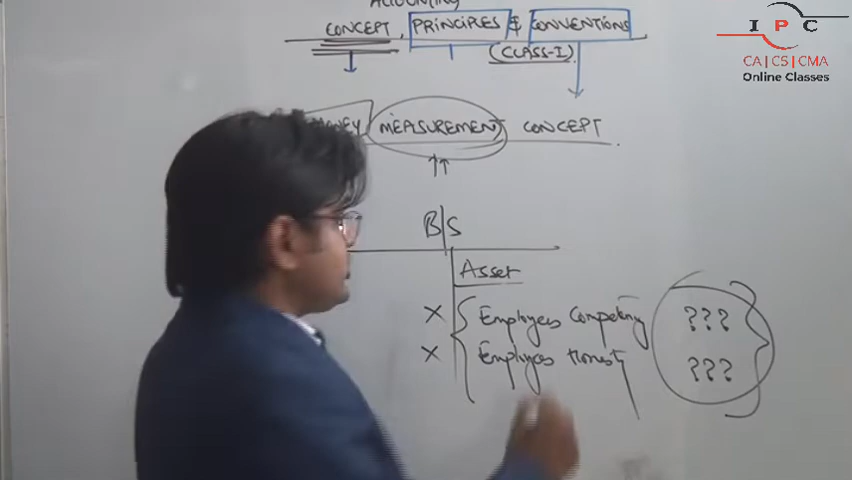 ACCOUNTING
CONCEPT, PRINCIPLES & CONVENTIONS
(CLASS-I)
MONEY MEASUREMENT CONCEPT
B|S
Asset
X Employees Competency ???
X Employees Honesty ???
I P C
CA|CS|CMA
Online Classes